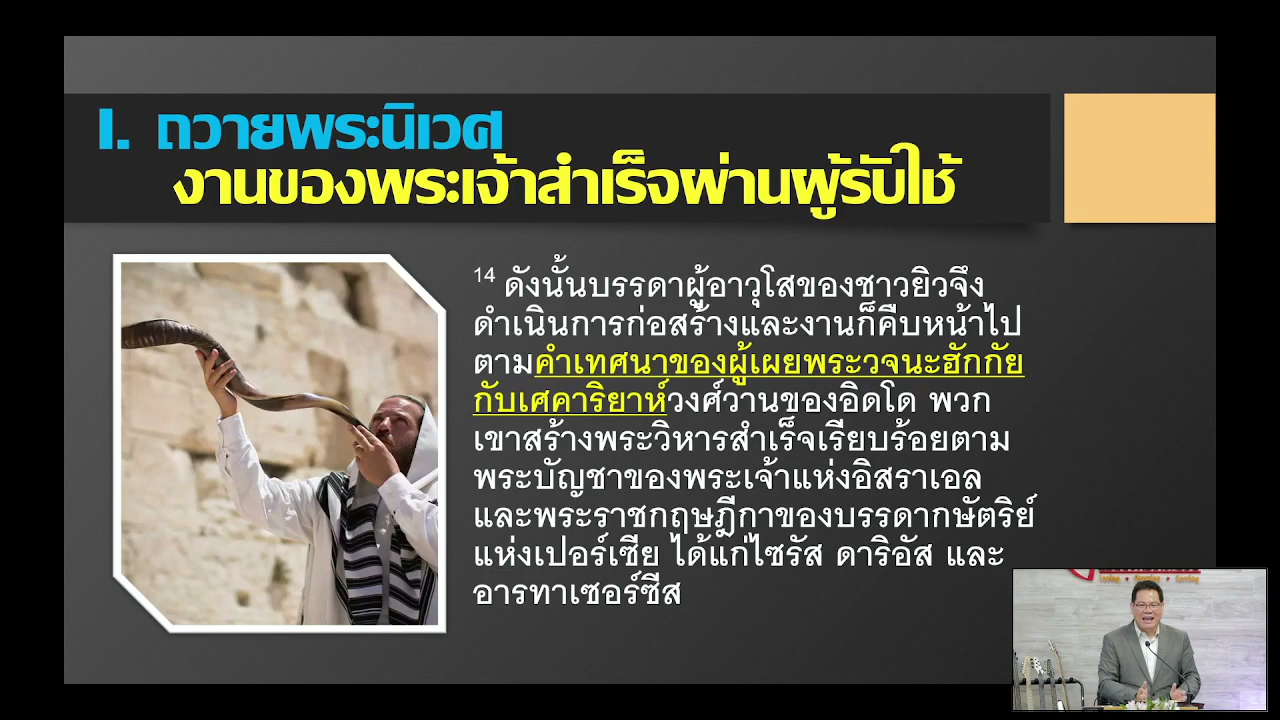 I. ถวายพระนิเวศ
งานของพระเจ้าสำเร็จผ่านผู้รับใช้
14 ดังนั้นบรรดาผู้อาวุโสของชาวยิวจึง
ดำเนินการก่อสร้างและงานก็คืบหน้าไป
ตามคำเทศนาของผู้เผยพระวจนะฮักกัย
กับเศคาริยาห์วงศ์วานของอิดโด พวก
เขาสร้างพระวิหารสำเร็จเรียบร้อยตาม
พระบัญชาของพระเจ้าแห่งอิสราเอล
และพระราชกฤษฎีกาของบรรดากษัตริย์
แห่งเปอร์เซีย ได้แก่ไซรัส ดาริอัส และ
อารทาเซอร์ซีส